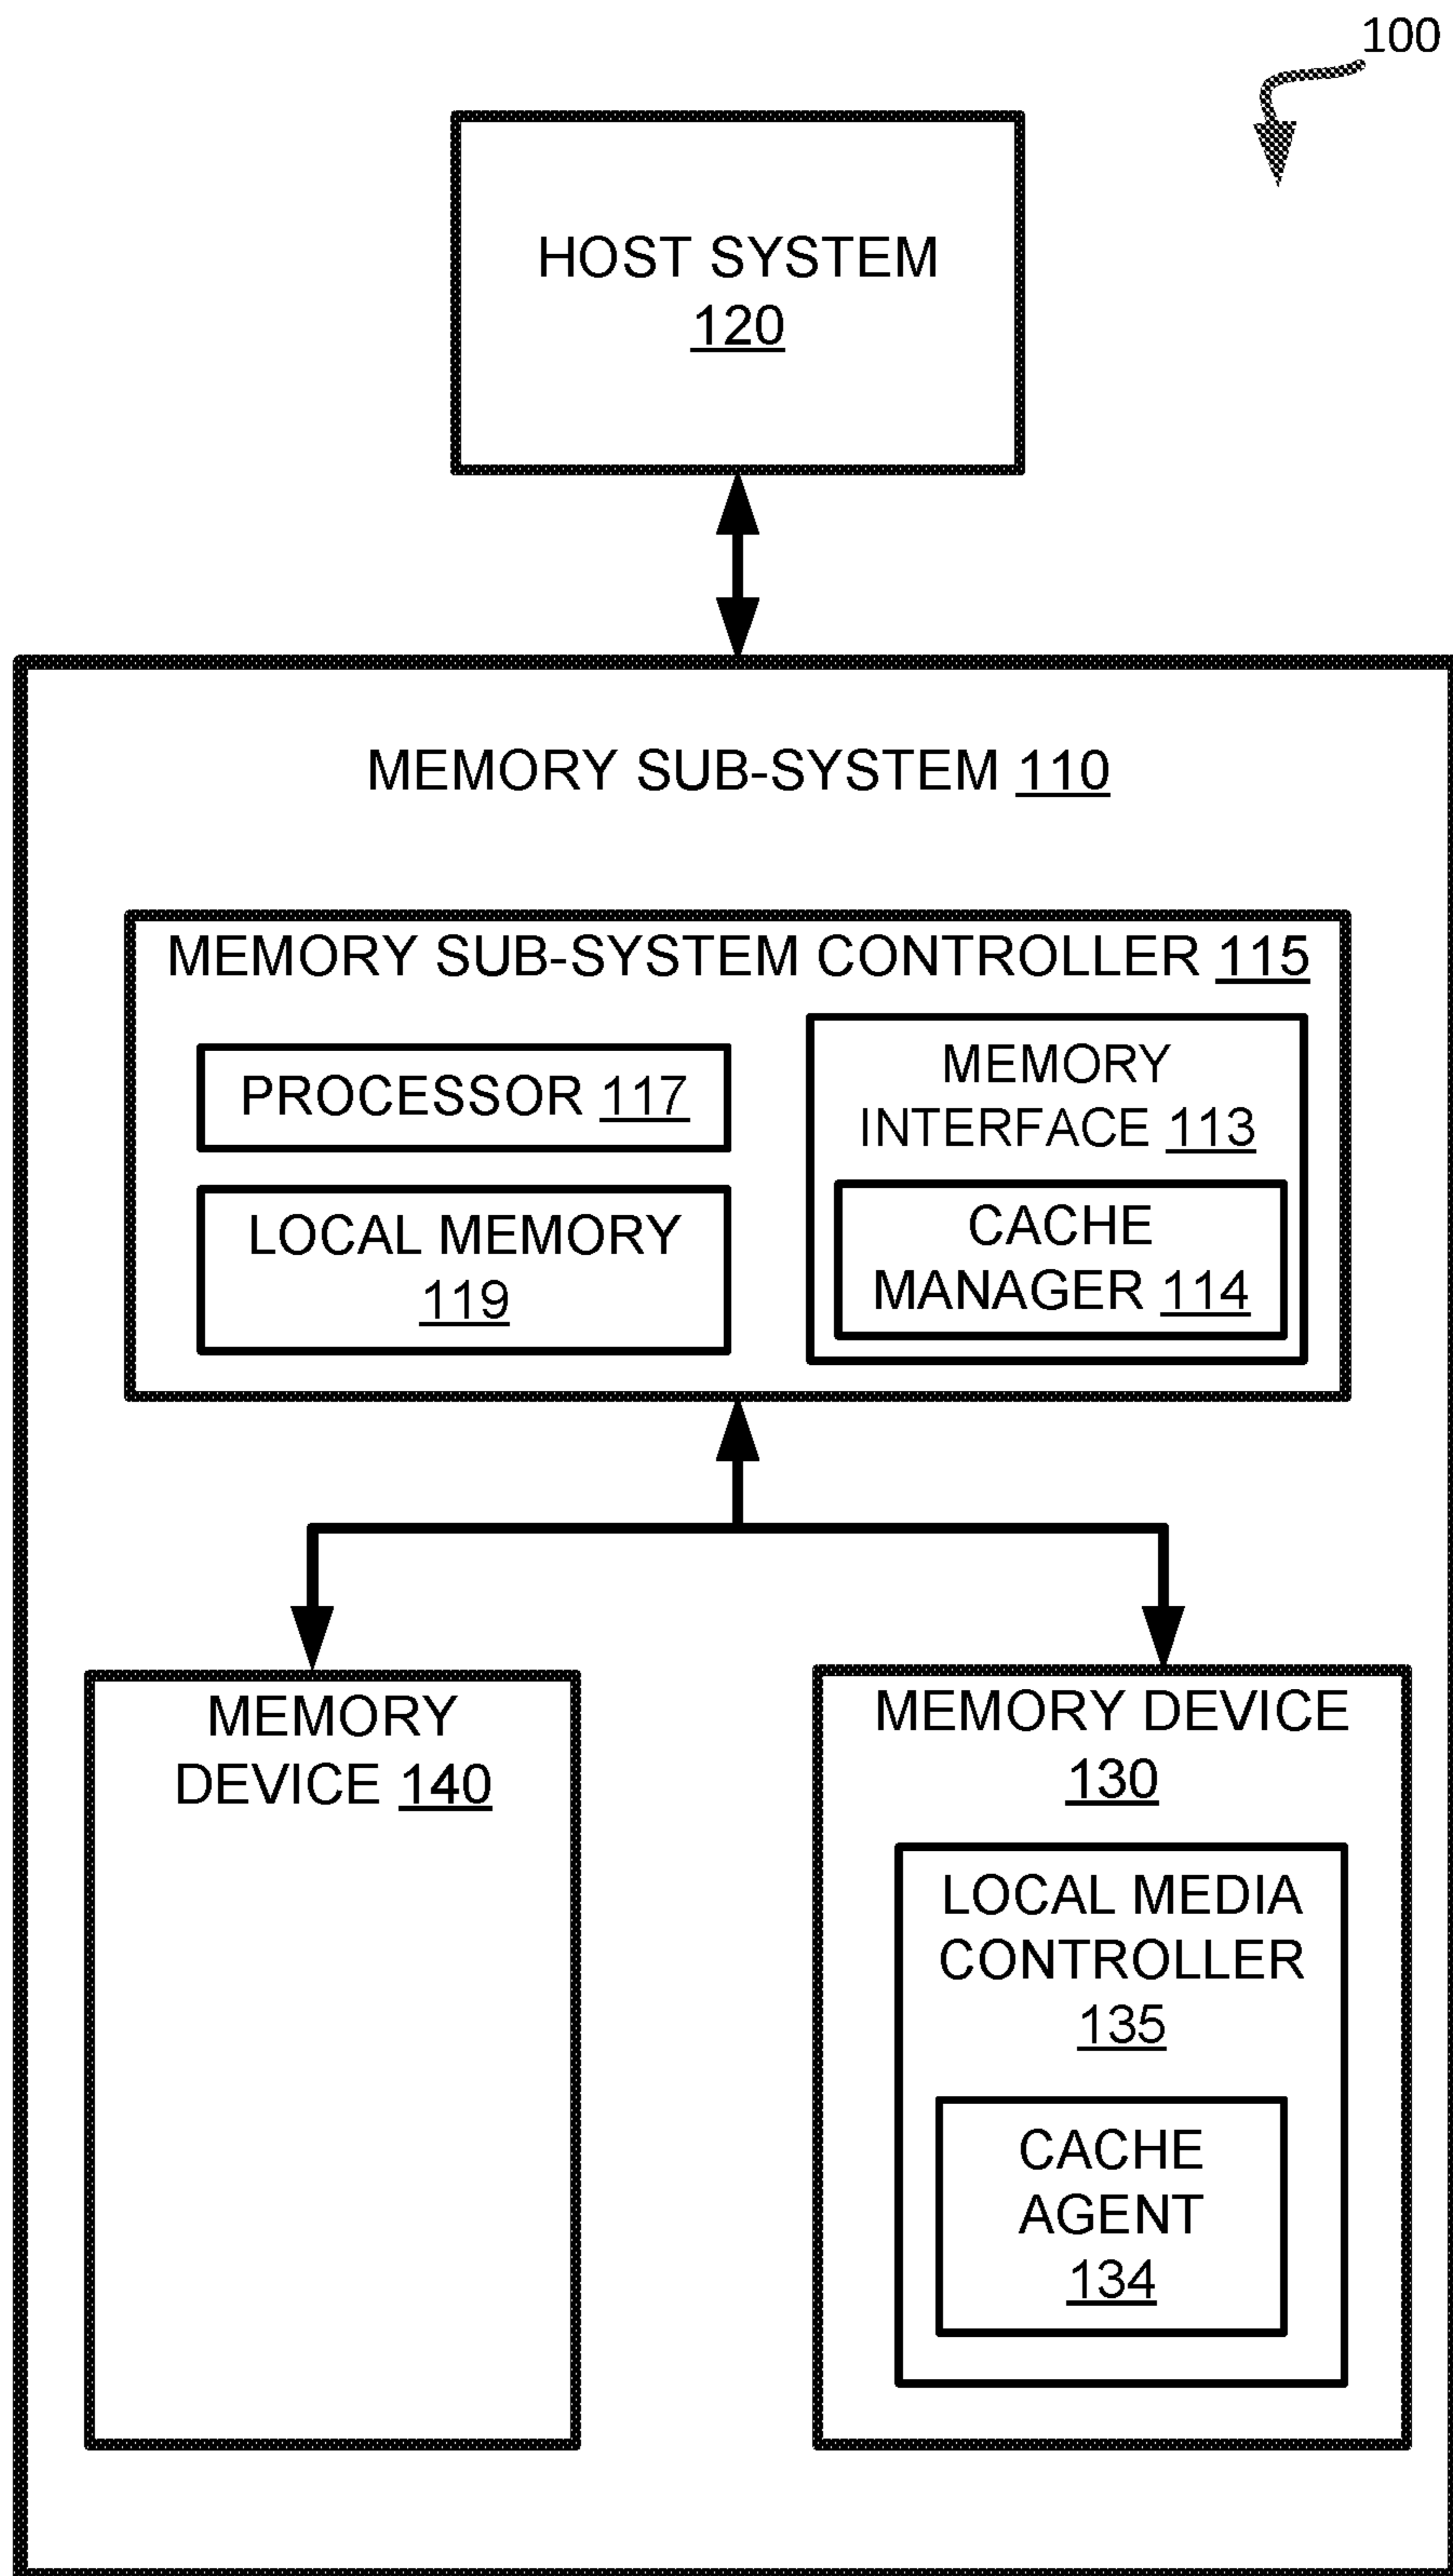 100
HOST SYSTEM
120
MEMORY SUB-SYSTEM 110
MEMORY SUB-SYSTEM CONTROLLER 115
PROCESSOR 117
LOCAL MEMORY
119
MEMORY
INTERFACE 113
CACHE
MANAGER 114
MEMORY
DEVICE 140
MEMORY DEVICE
130
LOCAL MEDIA
CONTROLLER
135
CACHE
AGENT
134